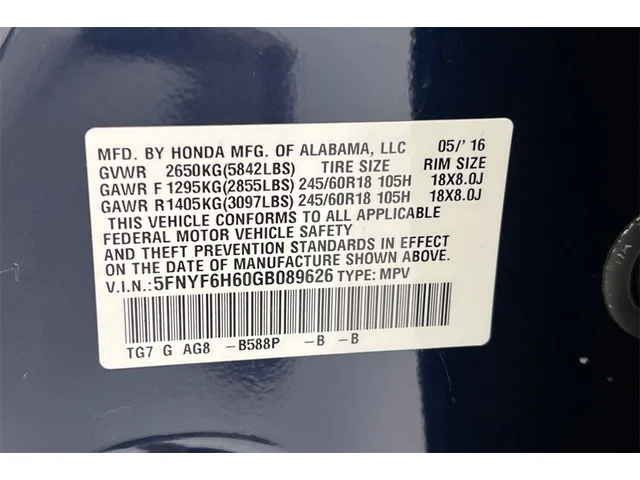 MFD. BY HONDA MFG. OF ALABAMA, LLC 05/'16
GVWR 2650KG(5842LBS) TIRE SIZE RIM SIZE
GAWR F 1295KG(2855LBS) 245/60R18 105H 18X8.0J
GAWR R1405KG(3097LBS) 245/60R18 105H 18X8.0J
THIS VEHICLE CONFORMS TO ALL APPLICABLE
FEDERAL MOTOR VEHICLE SAFETY
AND THEFT PREVENTION STANDARDS IN EFFECT
ON THE DATE OF MANUFACTURE SHOWN ABOVE.
V.I.N.:5FNYF6H60GB089626 TYPE: MPV
TG7 G AG8 -B588P -B -B